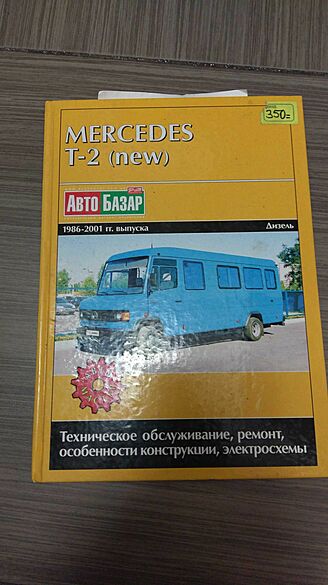 350=
MERCEDES
T-2 (new)
АВТО БАЗАР
1986-2001 гг. выпуска
Дизель
Техническое обслуживание, ремонт,
особенности конструкции, электросхемы